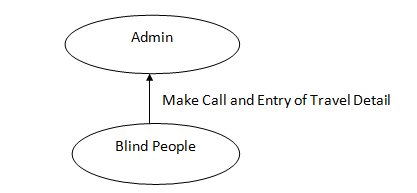 Admin
Make Call and Entry of Travel Detail
Blind People